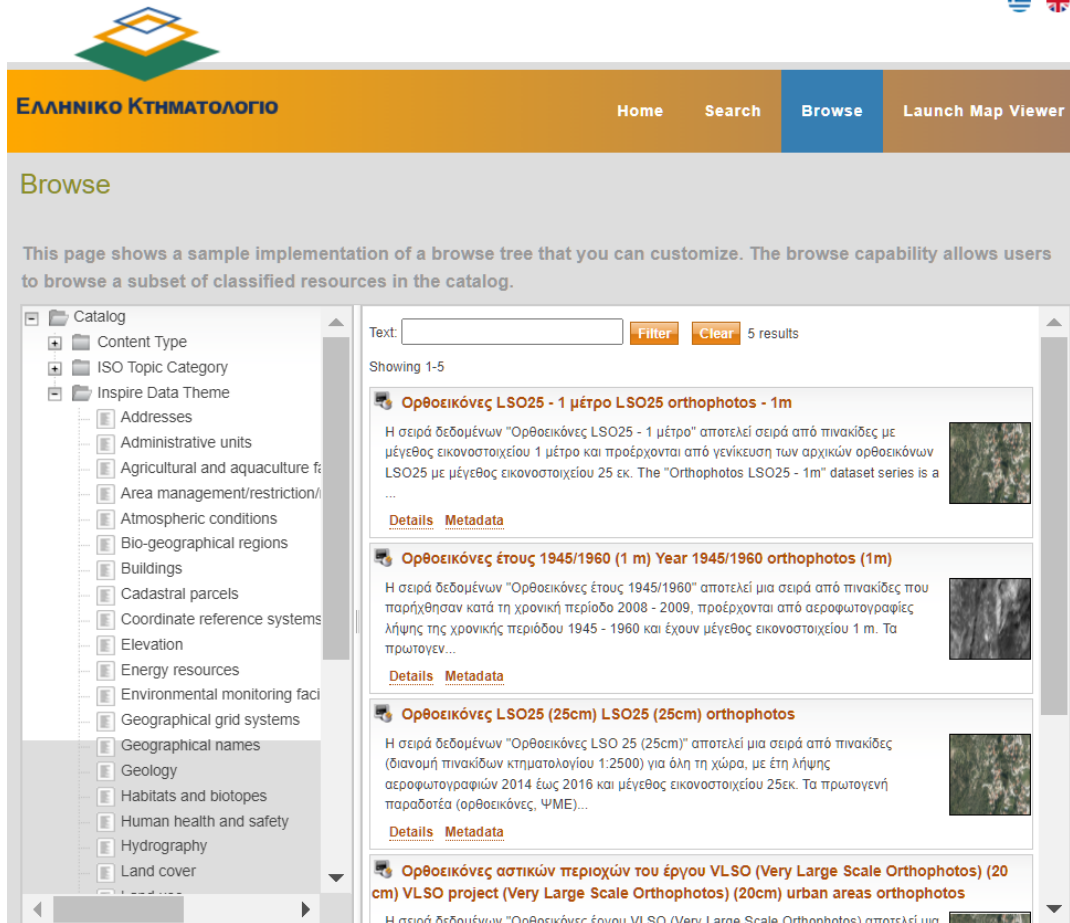 ΕΛΛΗΝΙΚΟ ΚΤΗΜΑΤΟΛΟΓΙΟ
Home Search Browse Launch Map Viewer
Browse
This page shows a sample implementation of a browse tree that you can customize. The browse capability allows users
to browse a subset of classified resources in the catalog.
Catalog
Content Type
ISO Topic Category
Inspire Data Theme
Addresses
Administrative units
Agricultural and aquaculture fa
Area management/restriction/
Atmospheric conditions
Bio-geographical regions
Buildings
Cadastral parcels
Coordinate reference systems
Elevation
Energy resources
Environmental monitoring faci
Geographical grid systems
Geographical names
Geology
Habitats and biotopes
Human health and safety
Hydrography
Land cover
Text: Filter Clear 5 results
Showing 1-5
Ορθοεικόνες LSO25 - 1 μέτρο LSO25 orthophotos - 1m
Η σειρά δεδομένων "Ορθοεικόνες LSO25 - 1 μέτρο" αποτελεί σειρά από πινακίδες με
μέγεθος εικονοστοιχείου 1 μέτρο και προέρχονται από γενίκευση των αρχικών ορθοεικόνων
LSO25 με μέγεθος εικονοστοιχείου 25 εκ. The "Orthophotos LSO25 - 1m" dataset series is a
...
Details Metadata
Ορθοεικόνες έτους 1945/1960 (1 m) Year 1945/1960 orthophotos (1m)
Η σειρά δεδομένων "Ορθοεικόνες έτους 1945/1960" αποτελεί μια σειρά από πινακίδες που
παρήχθησαν κατά τη χρονική περίοδο 2008 - 2009, προέρχονται από αεροφωτογραφίες
λήψης της χρονικής περιόδου 1945 - 1960 και έχουν μέγεθος εικονοστοιχείου 1 m. Τα
πρωτογεν...
Details Metadata
Ορθοεικόνες LSO25 (25cm) LSO25 (25cm) orthophotos
Η σειρά δεδομένων "Ορθοεικόνες LSO 25 (25cm)" αποτελεί μια σειρά από πινακίδες
(διανομή πινακίδων κτηματολογίου 1:2500) για όλη τη χώρα, με έτη λήψης
αεροφωτογραφιών 2014 έως 2016 και μέγεθος εικονοστοιχείου 25εκ. Τα πρωτογενή
παραδοτέα (ορθοεικόνες, ΨΜΕ)...
Details Metadata
Ορθοεικόνες αστικών περιοχών του έργου VLSO (Very Large Scale Orthophotos) (20
cm) VLSO project (Very Large Scale Orthophotos) (20cm) urban areas orthophotos
Η σειρά δεδομένων "Ορθοεικόνες έργου VLSO (Very Large Scale Orthophotos) αποτελεί μια